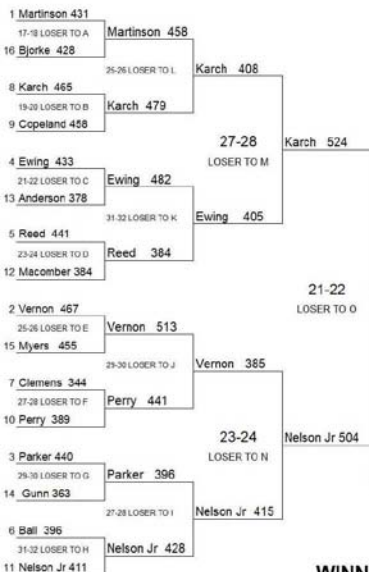 1 Martinson 431
17-18 LOSER TO A
16 Bjorke 428
Martinson 458
25-26 LOSER TO L
8 Karch 465
19-20 LOSER TO B
9 Copeland 458
Karch 479
Karch 408
27-28
LOSER TO M
4 Ewing 433
21-22 LOSER TO C
13 Anderson 378
Ewing 482
31-32 LOSER TO K
5 Reed 441
23-24 LOSER TO D
12 Macomber 384
Reed 384
Ewing 405
Karch 524
21-22
LOSER TO O
2 Vernon 467
25-26 LOSER TO E
15 Myers 455
Vernon 513
29-30 LOSER TO J
7 Clemens 344
27-28 LOSER TO F
10 Perry 389
Perry 441
Vernon 385
23-24
LOSER TO N
3 Parker 440
29-30 LOSER TO G
14 Gunn 363
Parker 396
27-28 LOSER TO I
6 Ball 396
31-32 LOSER TO H
11 Nelson Jr 411
Nelson Jr 428
Nelson Jr 415
Nelson Jr 504